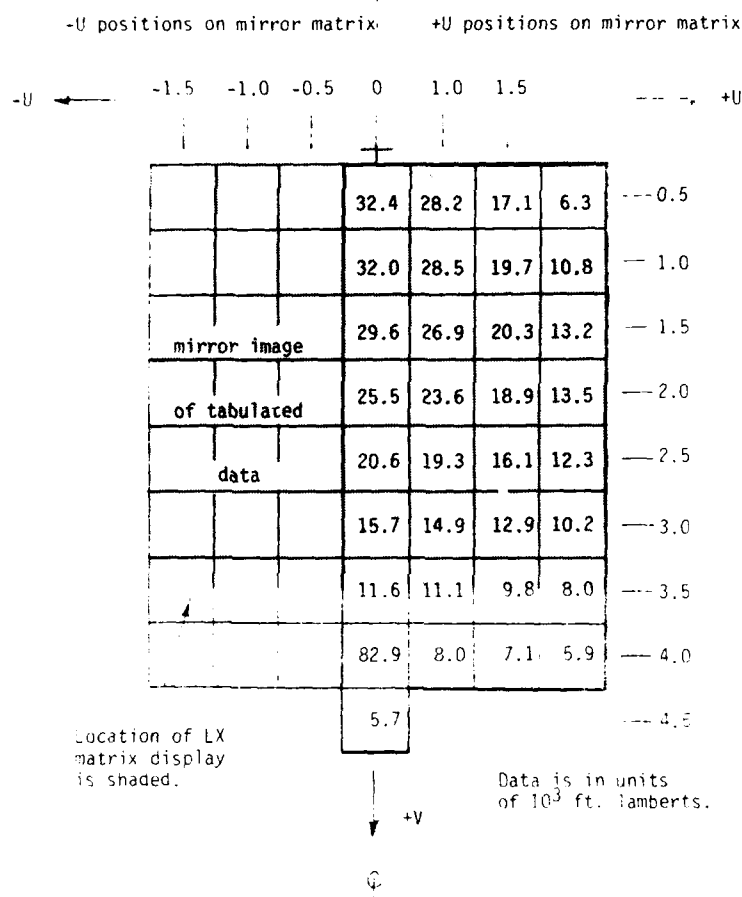 -U positions on mirror matrix +U positions on mirror matrix
-U -1.5 -1.0 -0.5 0 1.0 1.5 +U
32.4 28.2 17.1 6.3 0.5
32.0 28.5 19.7 10.8 1.0
mirror image 29.6 26.9 20.3 13.2 1.5
of tabulated 25.5 23.6 18.9 13.5 2.0
data 20.6 19.3 16.1 12.3 2.5
15.7 14.9 12.9 10.2 3.0
11.6 11.1 9.8 8.0 3.5
82.9 8.0 7.1 5.9 4.0
5.7 4.5
Location of LX
matrix display
is shaded.
Data is in units
of 10³ ft. lamberts.
+V